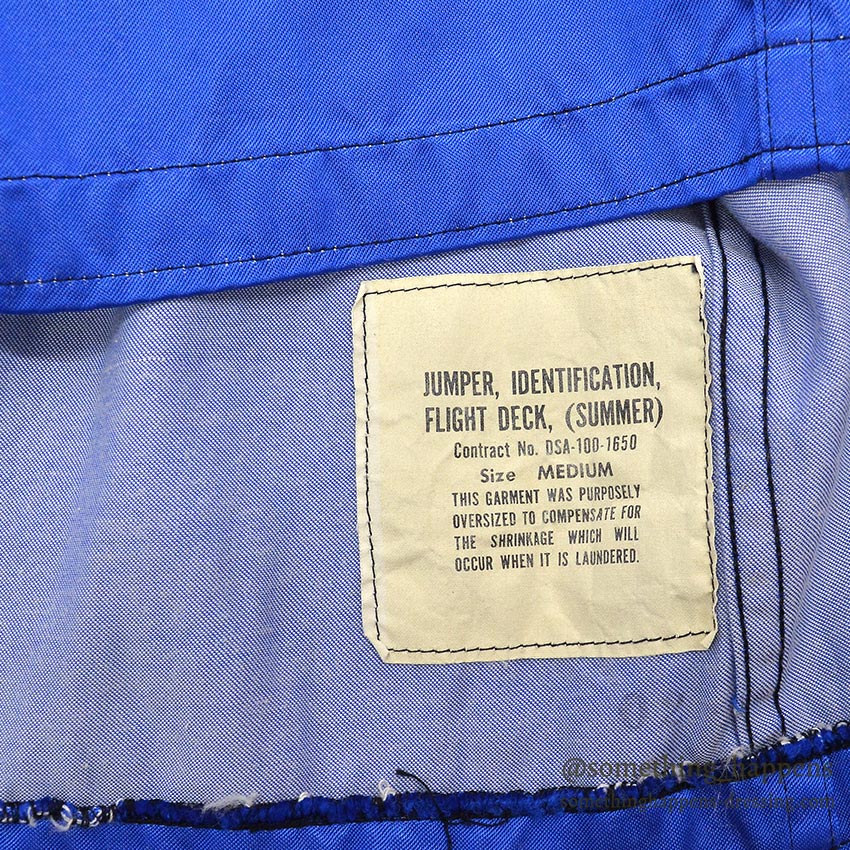 JUMPER, IDENTIFICATION,
FLIGHT DECK, (SUMMER)
Contract No. DSA-100-1650
Size MEDIUM
THIS GARMENT WAS PURPOSELY
OVERSIZED TO COMPENSATE FOR
THE SHRINKAGE WHICH WILL
OCCUR WHEN IT IS LAUNDERED.
@something_happens